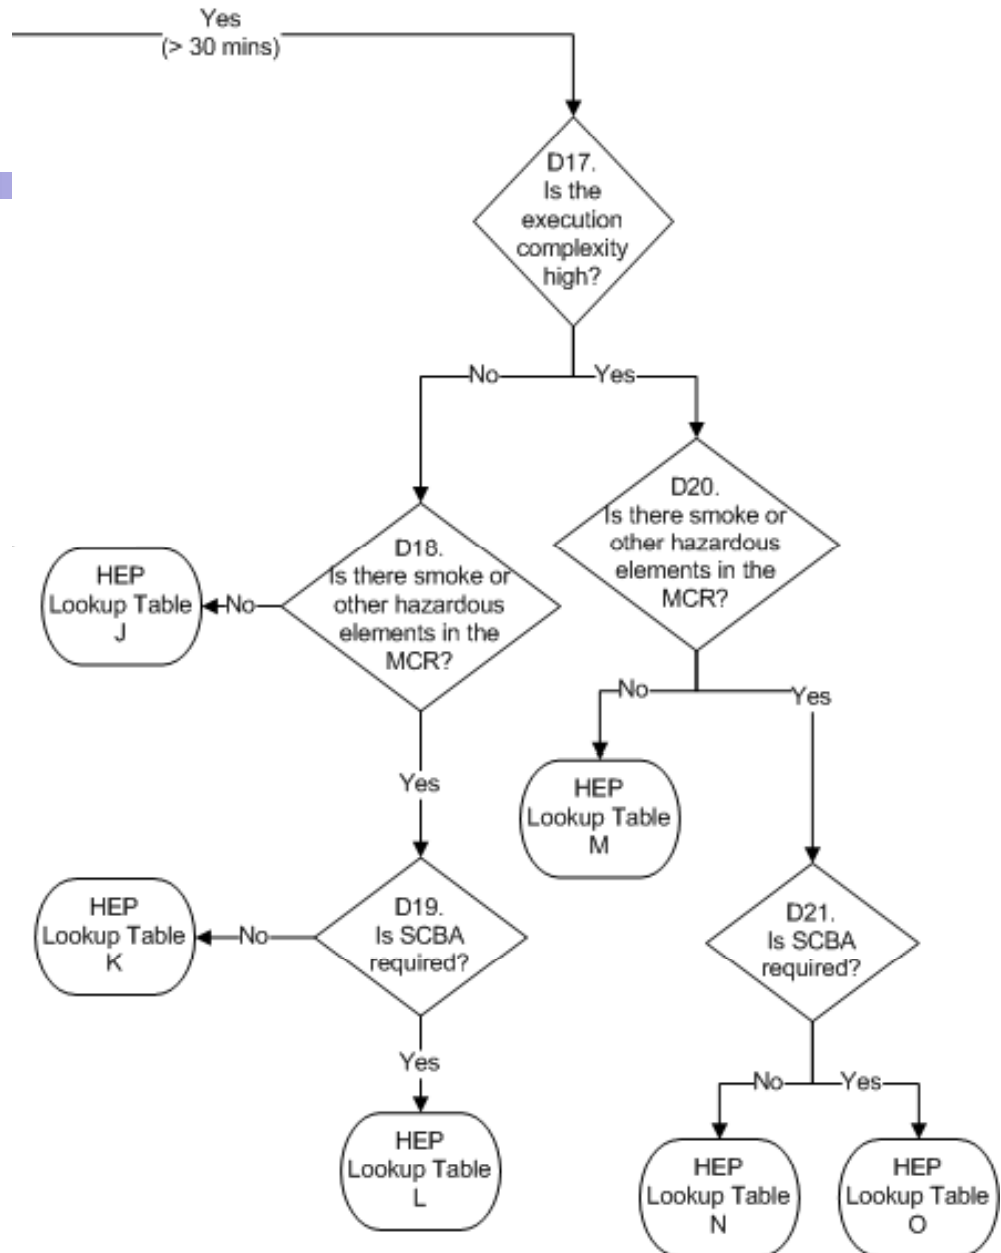 Yes
(> 30 mins)
D17.
Is the
execution
complexity
high?
No
Yes
D20.
Is there smoke or
other hazardous
elements in the
MCR?
D18.
Is there smoke or
other hazardous
elements in the
MCR?
No
HEP
Lookup Table
J
No
Yes
HEP
Lookup Table
M
Yes
D19.
Is SCBA
required?
No
HEP
Lookup Table
K
D21.
Is SCBA
required?
Yes
HEP
Lookup Table
L
No
Yes
HEP
Lookup Table
N
HEP
Lookup Table
O